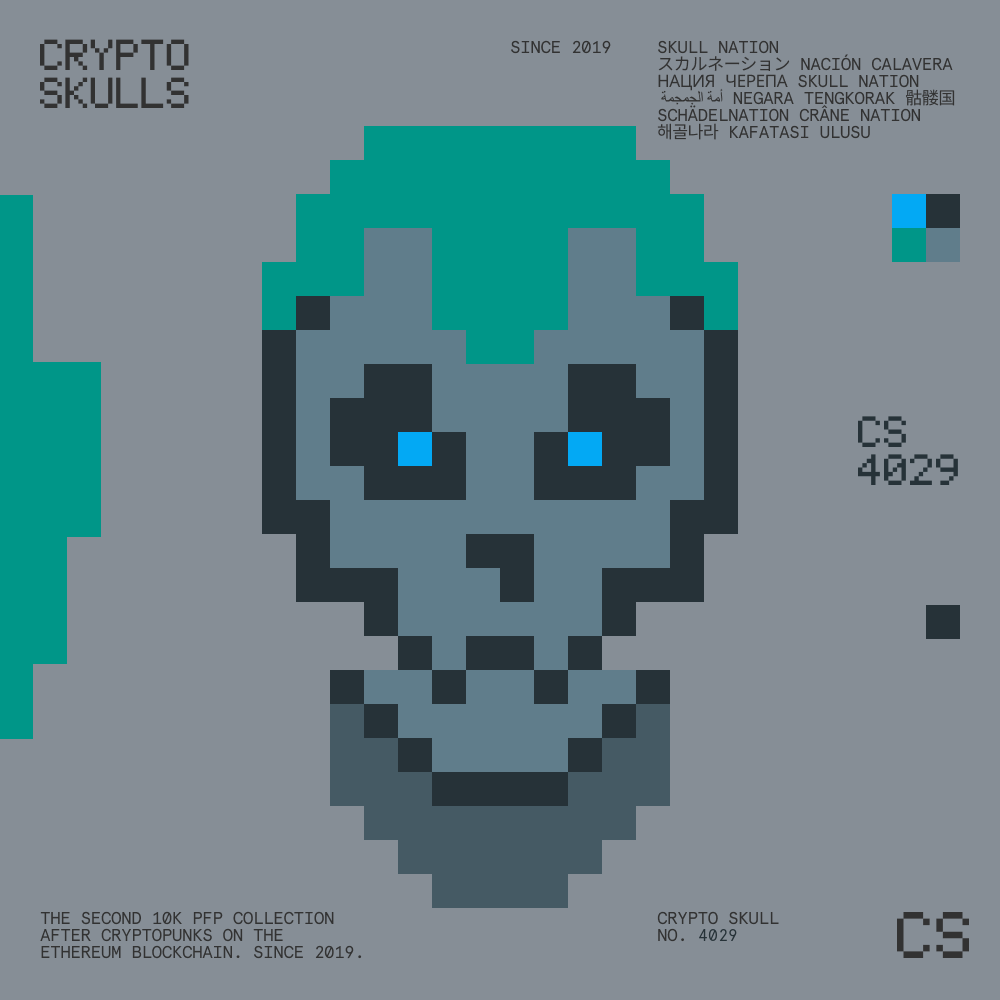 CRYPTO
SKULLS
SINCE 2019
SKULL NATION
スカルネーション NACIÓN CALAVERA
НАЦИЯ ЧЕРЕПА SKULL NATION
أمة الجمجمة NEGARA TENGKORAK 骷髅国
SCHÄDELNATION CRÂNE NATION
해골나라 KAFATASI ULUSU
CS
4029
THE SECOND 10K PFP COLLECTION
AFTER CRYPTOPUNKS ON THE
ETHEREUM BLOCKCHAIN. SINCE 2019.
CRYPTO SKULL
NO. 4029
CS